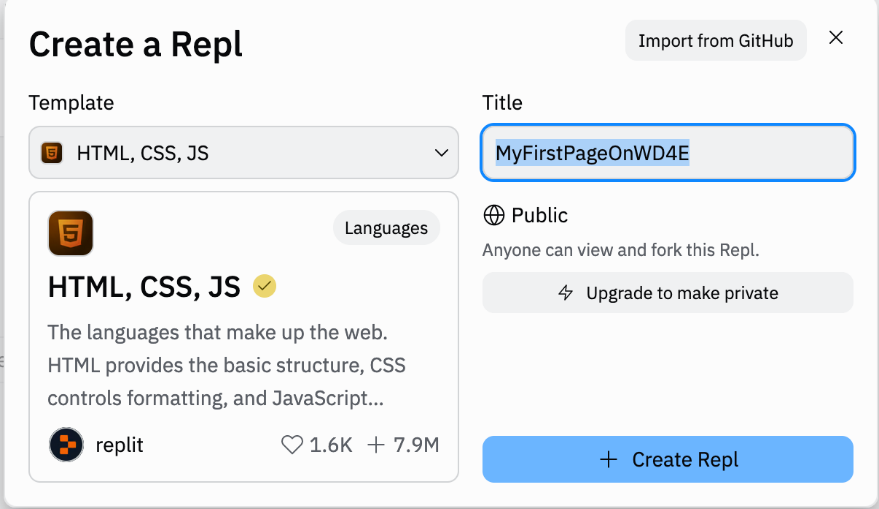 Create a Repl
Import from GitHub
Template
HTML, CSS, JS
Languages
HTML, CSS, JS
The languages that make up the web.
HTML provides the basic structure, CSS
controls formatting, and JavaScript...
replit
1.6K
7.9M
Title
MyFirstPageOnWD4E
Public
Anyone can view and fork this Repl.
Upgrade to make private
Create Repl